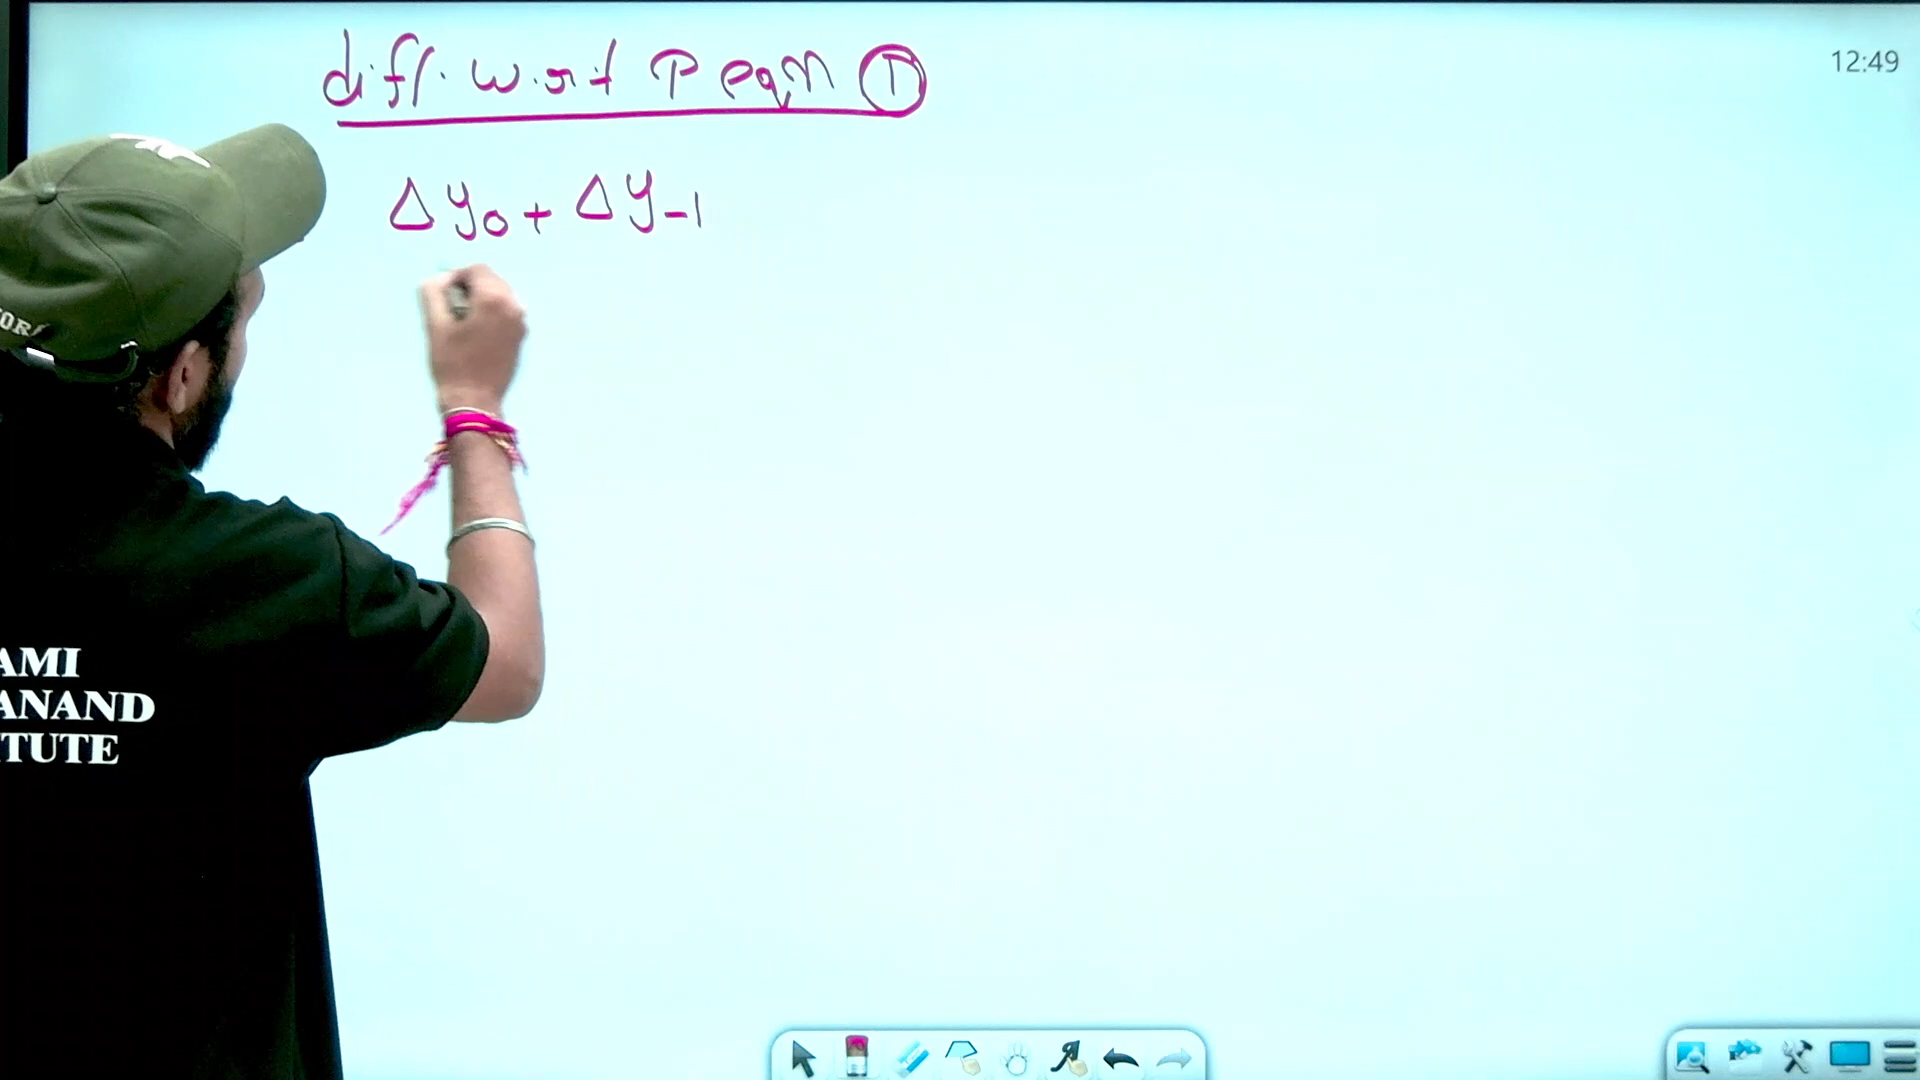 diff. w.r.t P eqn ①
12:49
Δy₀ + Δy₋₁
AMI
ANAND
TUTE